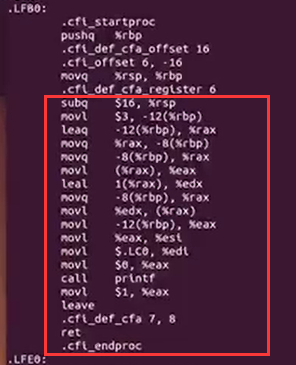 .LFB0:
.cfi_startproc
pushq %rbp
.cfi_def_cfa_offset 16
.cfi_offset 6, -16
movq %rsp, %rbp
.cfi_def_cfa_register 6
subq $16, %rsp
movl $3, -12(%rbp)
leaq -12(%rbp), %rax
movq %rax, -8(%rbp)
movq -8(%rbp), %rax
movl (%rax), %eax
leal 1(%rax), %edx
movq -8(%rbp), %rax
movl %edx, (%rax)
movl -12(%rbp), %eax
movl %eax, %esi
movl $.LC0, %edi
movl $0, %eax
call printf
movl $1, %eax
leave
.cfi_def_cfa 7, 8
ret
.cfi_endproc
.LFE0: